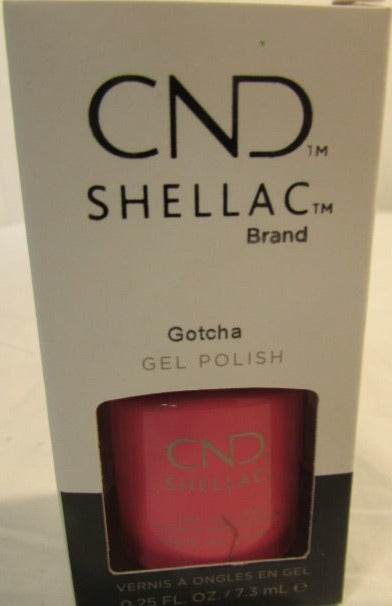 CND™
SHELLAC™
Brand
Gotcha
GEL POLISH
CND
SHELLAC
VERNIS À ONGLES EN GEL
0.25 FL. OZ. / 7.3 mL e